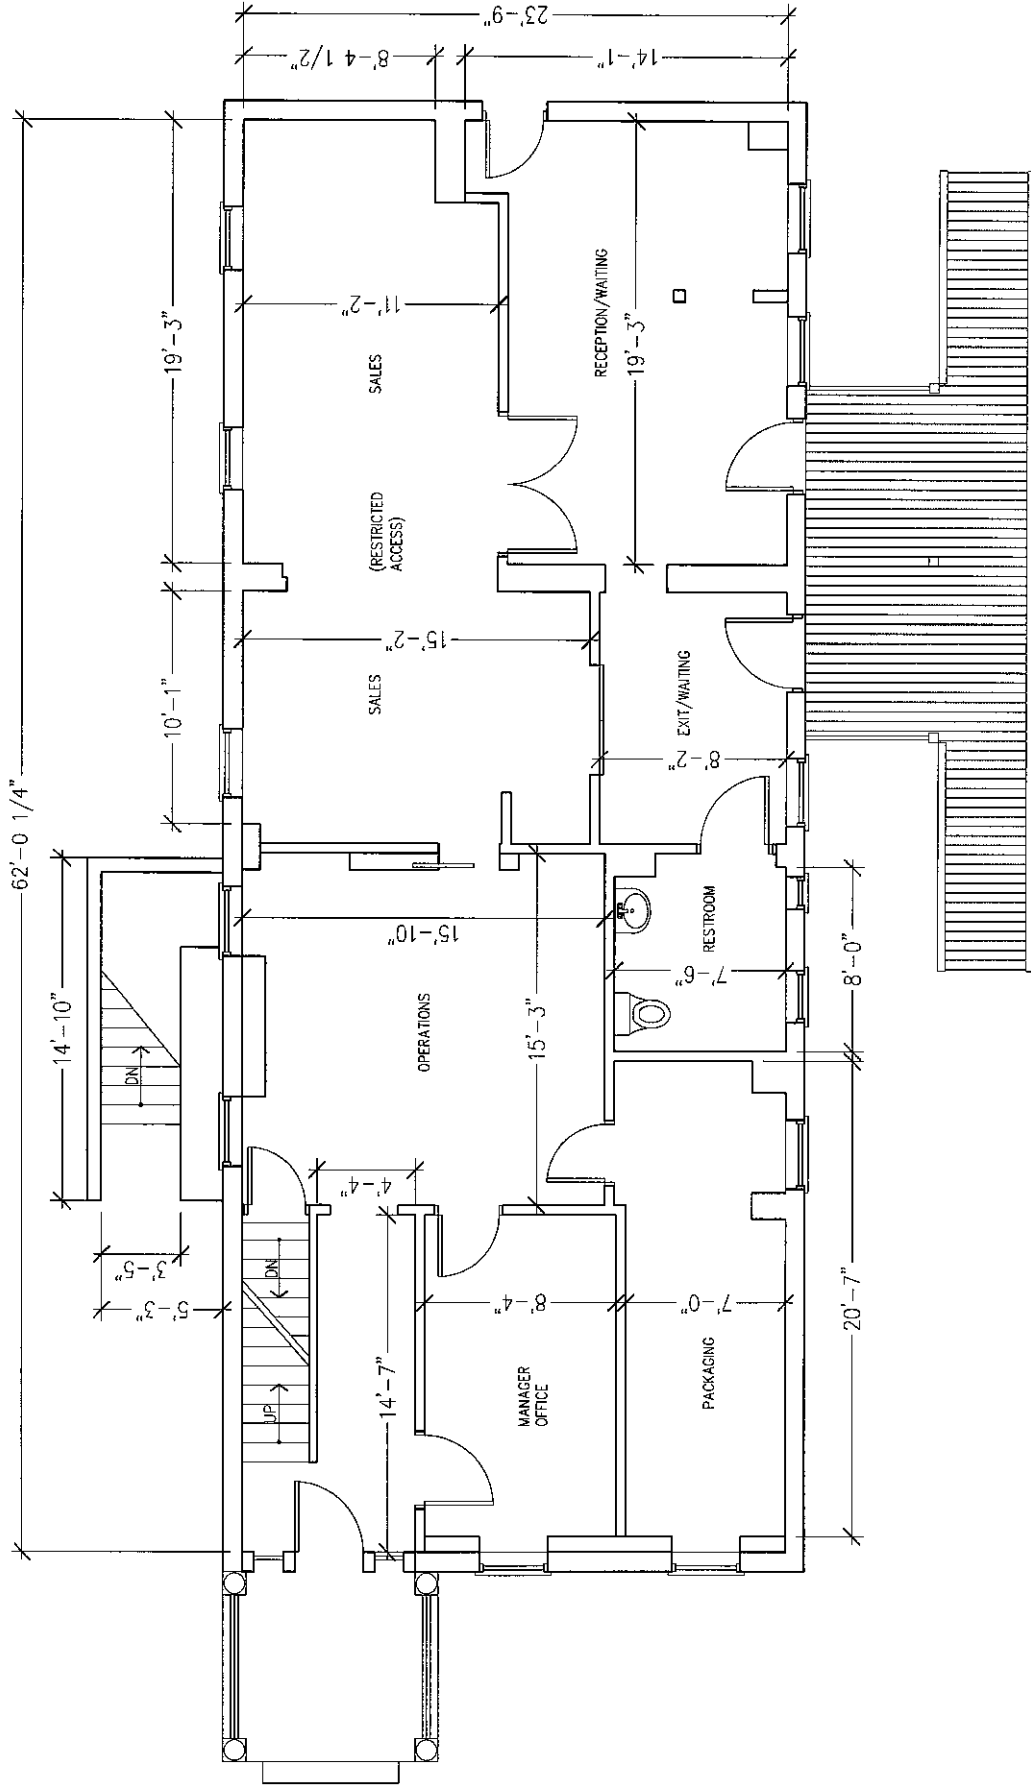 23'-9"
8'-4 1/2"
14'-1"
62'-0 1/4"
19'-3"
11'-2"
SALES
RECEPTION/WAITING
19'-3"
(RESTRICTED
ACCESS)
10'-1"
15'-2"
SALES
EXIT/WAITING
8'-2"
14'-10"
DN
15'-10"
OPERATIONS
15'-3"
RESTROOM
7'-6"
8'-0"
3'-5"
5'-3"
4'-4"
DN
UP
14'-7"
8'-4"
MANAGER
OFFICE
7'-0"
PACKAGING
20'-7"